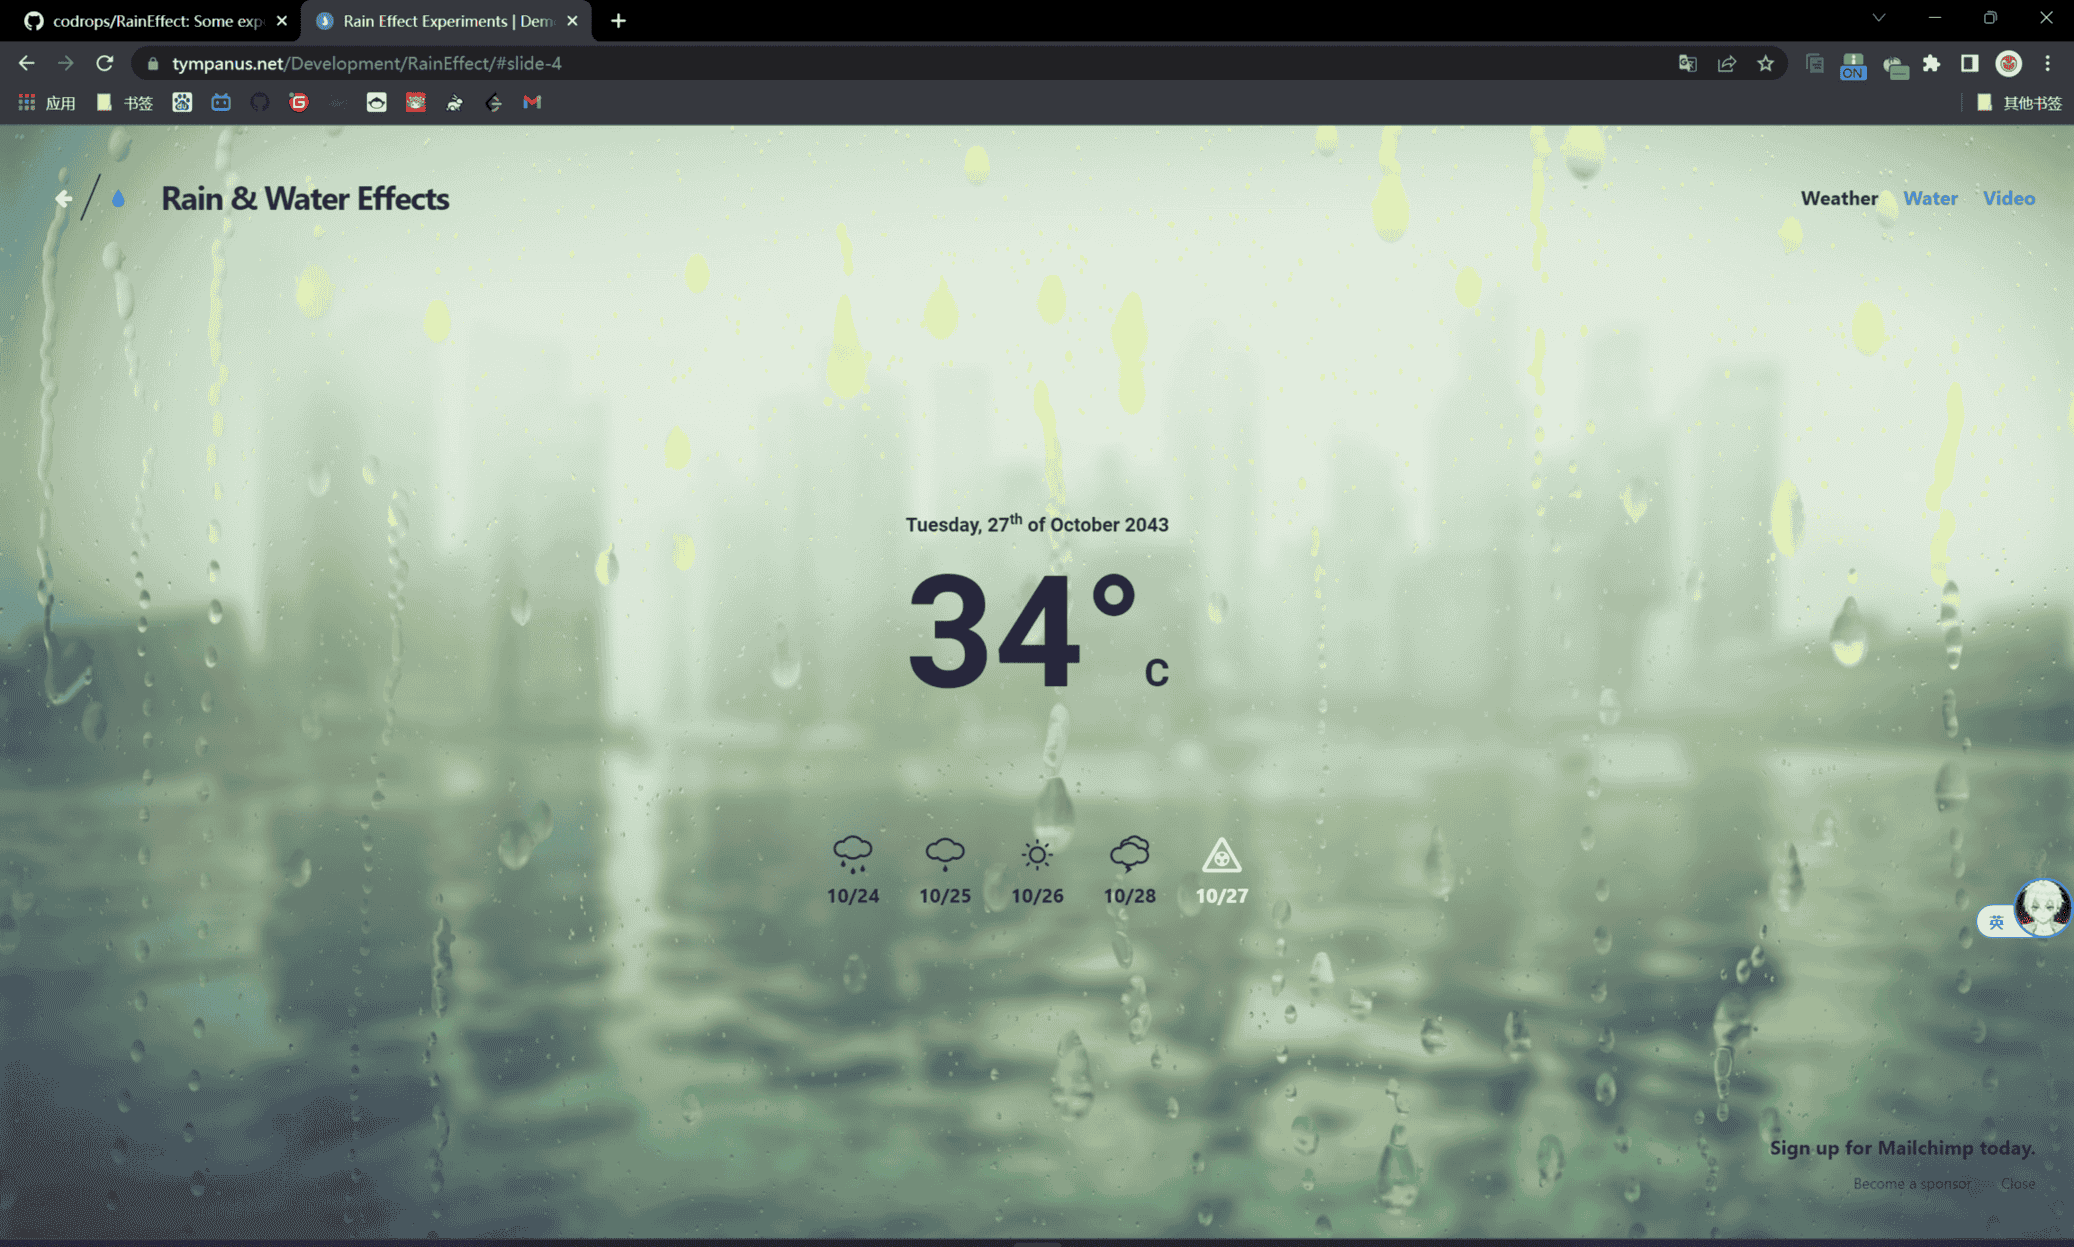 codrops/RainEffect: Some exp
Rain Effect Experiments | Dem
tympanus.net/Development/RainEffect/#slide-4
ON
应用
书签
其他书签
Rain & Water Effects
Weather
Water
Video
Tuesday, 27th of October 2043
34° C
10/24
10/25
10/26
10/28
10/27
英
Sign up for Mailchimp today.
Become a sponsor
Close